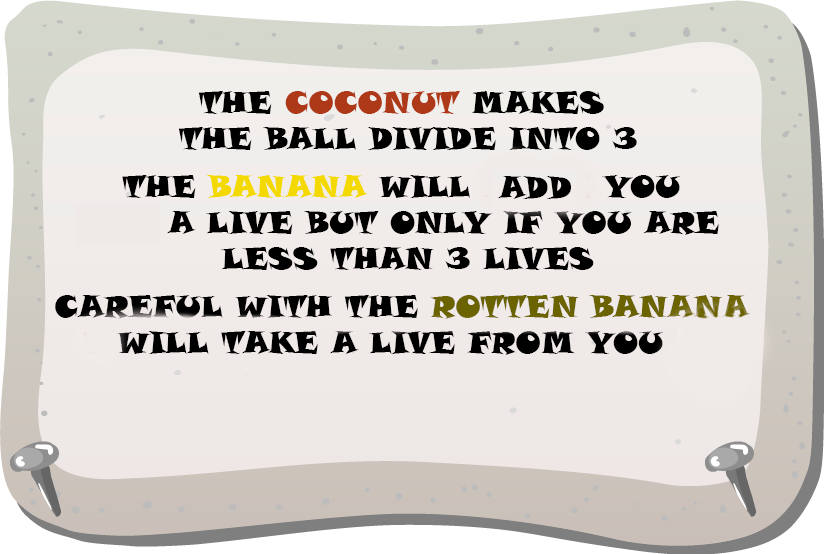 THE COCONUT MAKES
THE BALL DIVIDE INTO 3
THE BANANA WILL ADD YOU
A LIVE BUT ONLY IF YOU ARE
LESS THAN 3 LIVES
CAREFUL WITH THE ROTTEN BANANA
WILL TAKE A LIVE FROM YOU